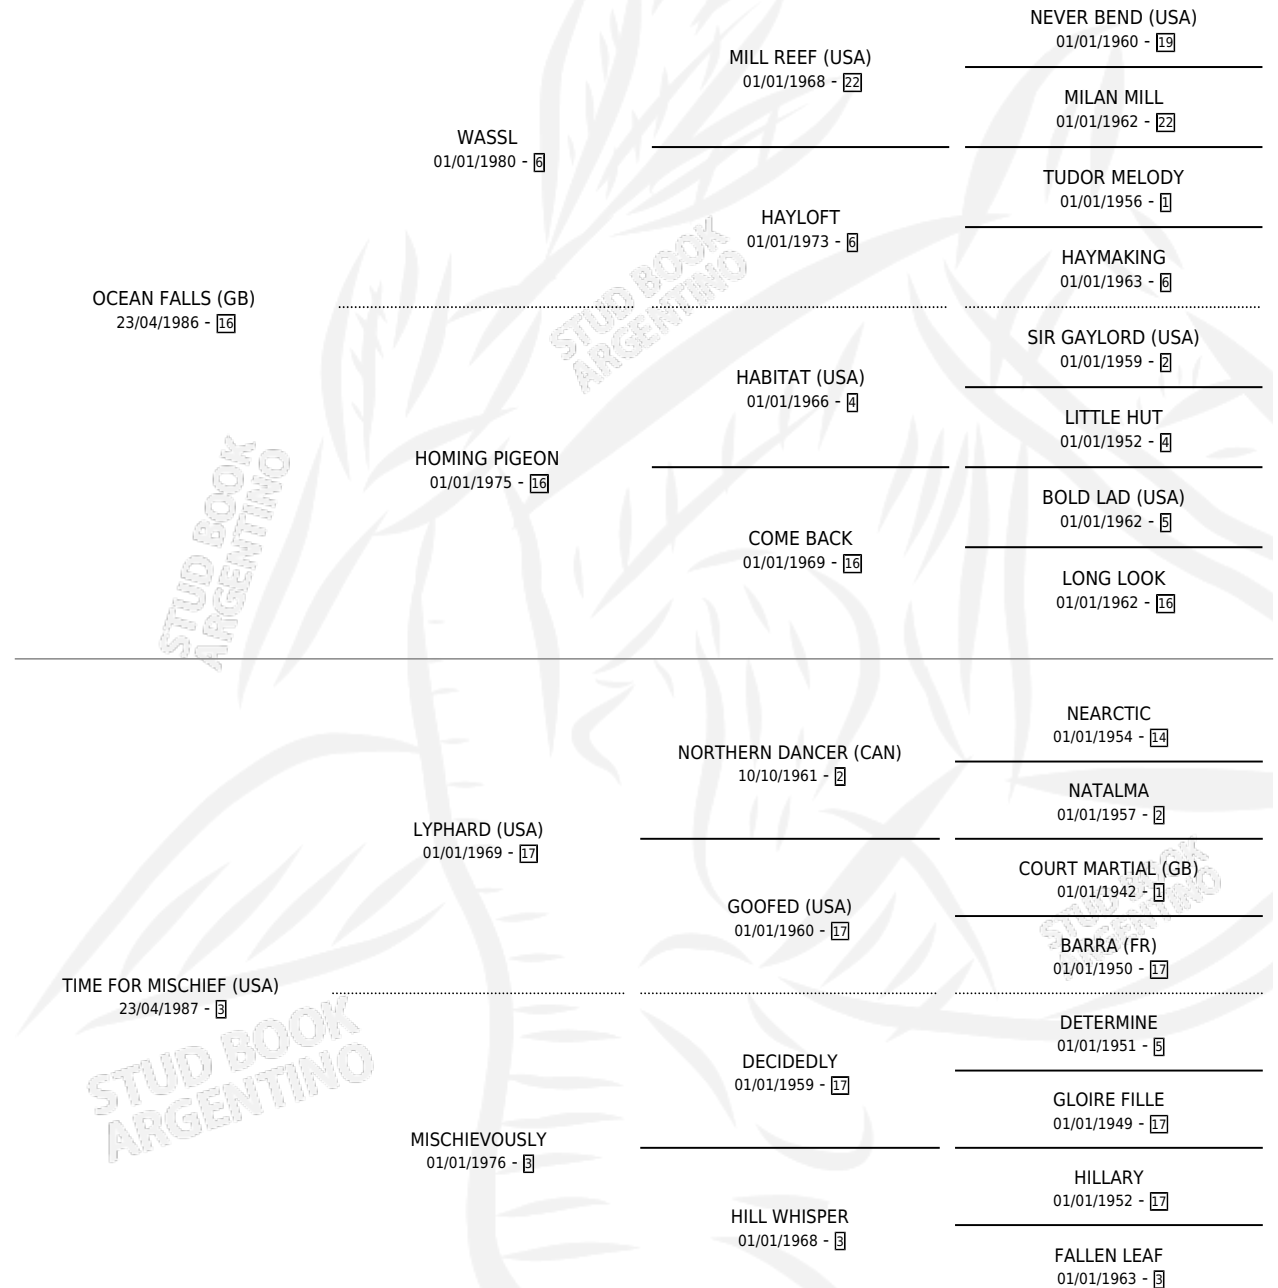 NEVER BEND (USA)
01/01/1960 - 19
MILL REEF (USA)
01/01/1968 - 22
MILAN MILL
01/01/1962 - 22
WASSL
01/01/1980 - 6
TUDOR MELODY
01/01/1956 - 1
HAYLOFT
01/01/1973 - 6
HAYMAKING
01/01/1963 - 6
OCEAN FALLS (GB)
23/04/1986 - 16
SIR GAYLORD (USA)
01/01/1959 - 2
HABITAT (USA)
01/01/1966 - 4
LITTLE HUT
01/01/1952 - 4
HOMING PIGEON
01/01/1975 - 16
BOLD LAD (USA)
01/01/1962 - 5
COME BACK
01/01/1969 - 16
LONG LOOK
01/01/1962 - 16
NEARCTIC
01/01/1954 - 14
NORTHERN DANCER (CAN)
10/10/1961 - 2
NATALMA
01/01/1957 - 2
LYPHARD (USA)
01/01/1969 - 17
COURT MARTIAL (GB)
01/01/1942 - 1
GOOFED (USA)
01/01/1960 - 17
BARRA (FR)
01/01/1950 - 17
TIME FOR MISCHIEF (USA)
23/04/1987 - 3
DETERMINE
01/01/1951 - 5
DECIDEDLY
01/01/1959 - 17
GLOIRE FILLE
01/01/1949 - 17
MISCHIEVOUSLY
01/01/1976 - 3
HILLARY
01/01/1952 - 17
HILL WHISPER
01/01/1968 - 3
FALLEN LEAF
01/01/1963 - 3
STUD BOOK
ARGENTINO
STUD BOOK
ARGENTINO
STUD BOOK
ARGENTINO
STUD BOOK
ARGENTINO